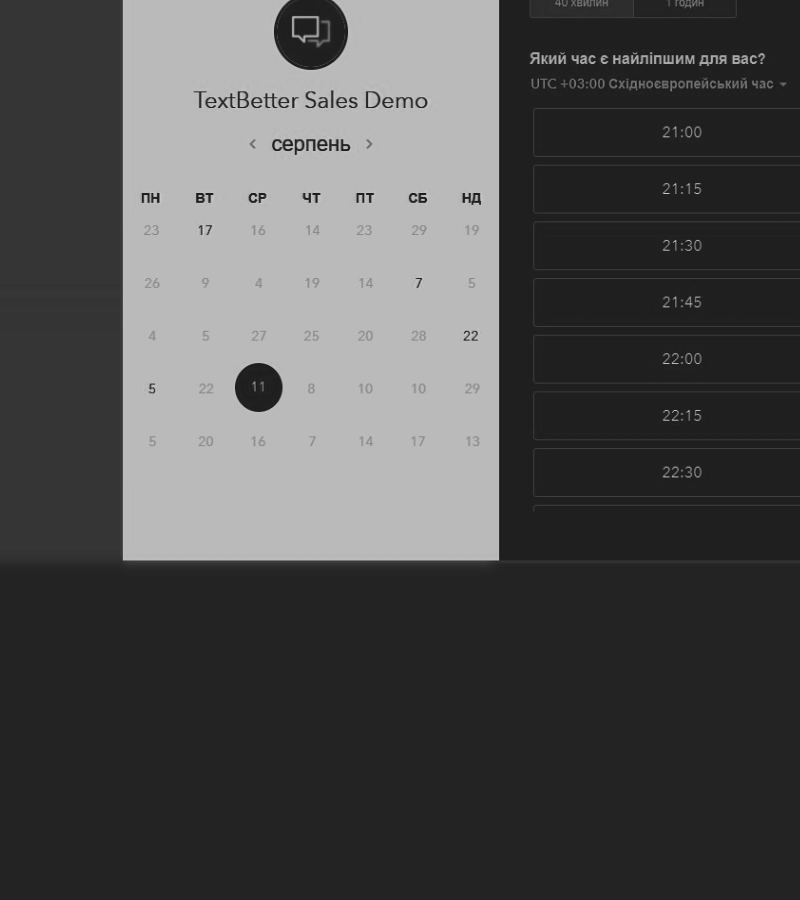 TextBetter Sales Demo
серпень
ПН ВТ СР ЧТ ПТ СБ НД
23 17 16 14 23 29 19
26 9 4 19 14 7 5
4 5 27 25 20 28 22
5 22 11 8 10 10 29
5 20 16 7 14 17 13
40 хвилин 1 годин
Який час є найліпшим для вас?
UTC +03:00 Східноєвропейський час
21:00
21:15
21:30
21:45
22:00
22:15
22:30